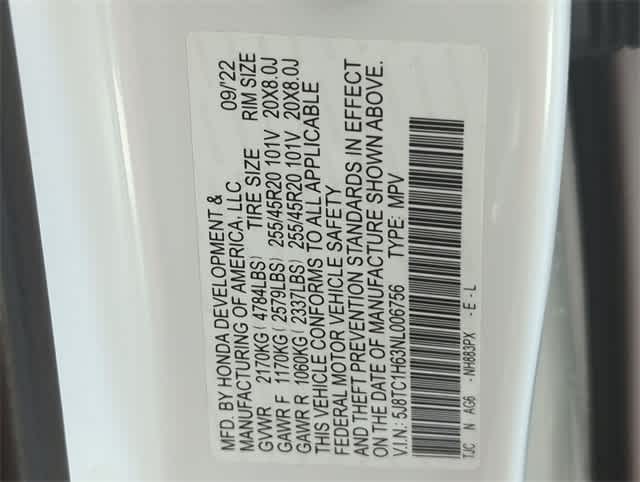 MFD. BY HONDA DEVELOPMENT & 09/22
MANUFACTURING OF AMERICA, LLC
GVWR 2170KG ( 4784LBS) TIRE SIZE RIM SIZE
GAWR F 1170KG ( 2579LBS) 255/45R20 101V 20X8.0J
GAWR R 1060KG ( 2337LBS) 255/45R20 101V 20X8.0J
THIS VEHICLE CONFORMS TO ALL APPLICABLE
FEDERAL MOTOR VEHICLE SAFETY
AND THEFT PREVENTION STANDARDS IN EFFECT
ON THE DATE OF MANUFACTURE SHOWN ABOVE.
V.I.N.: 5J8TC1H63NL006756 TYPE: MPV
TJC N AG6 -NH883PX -E-L